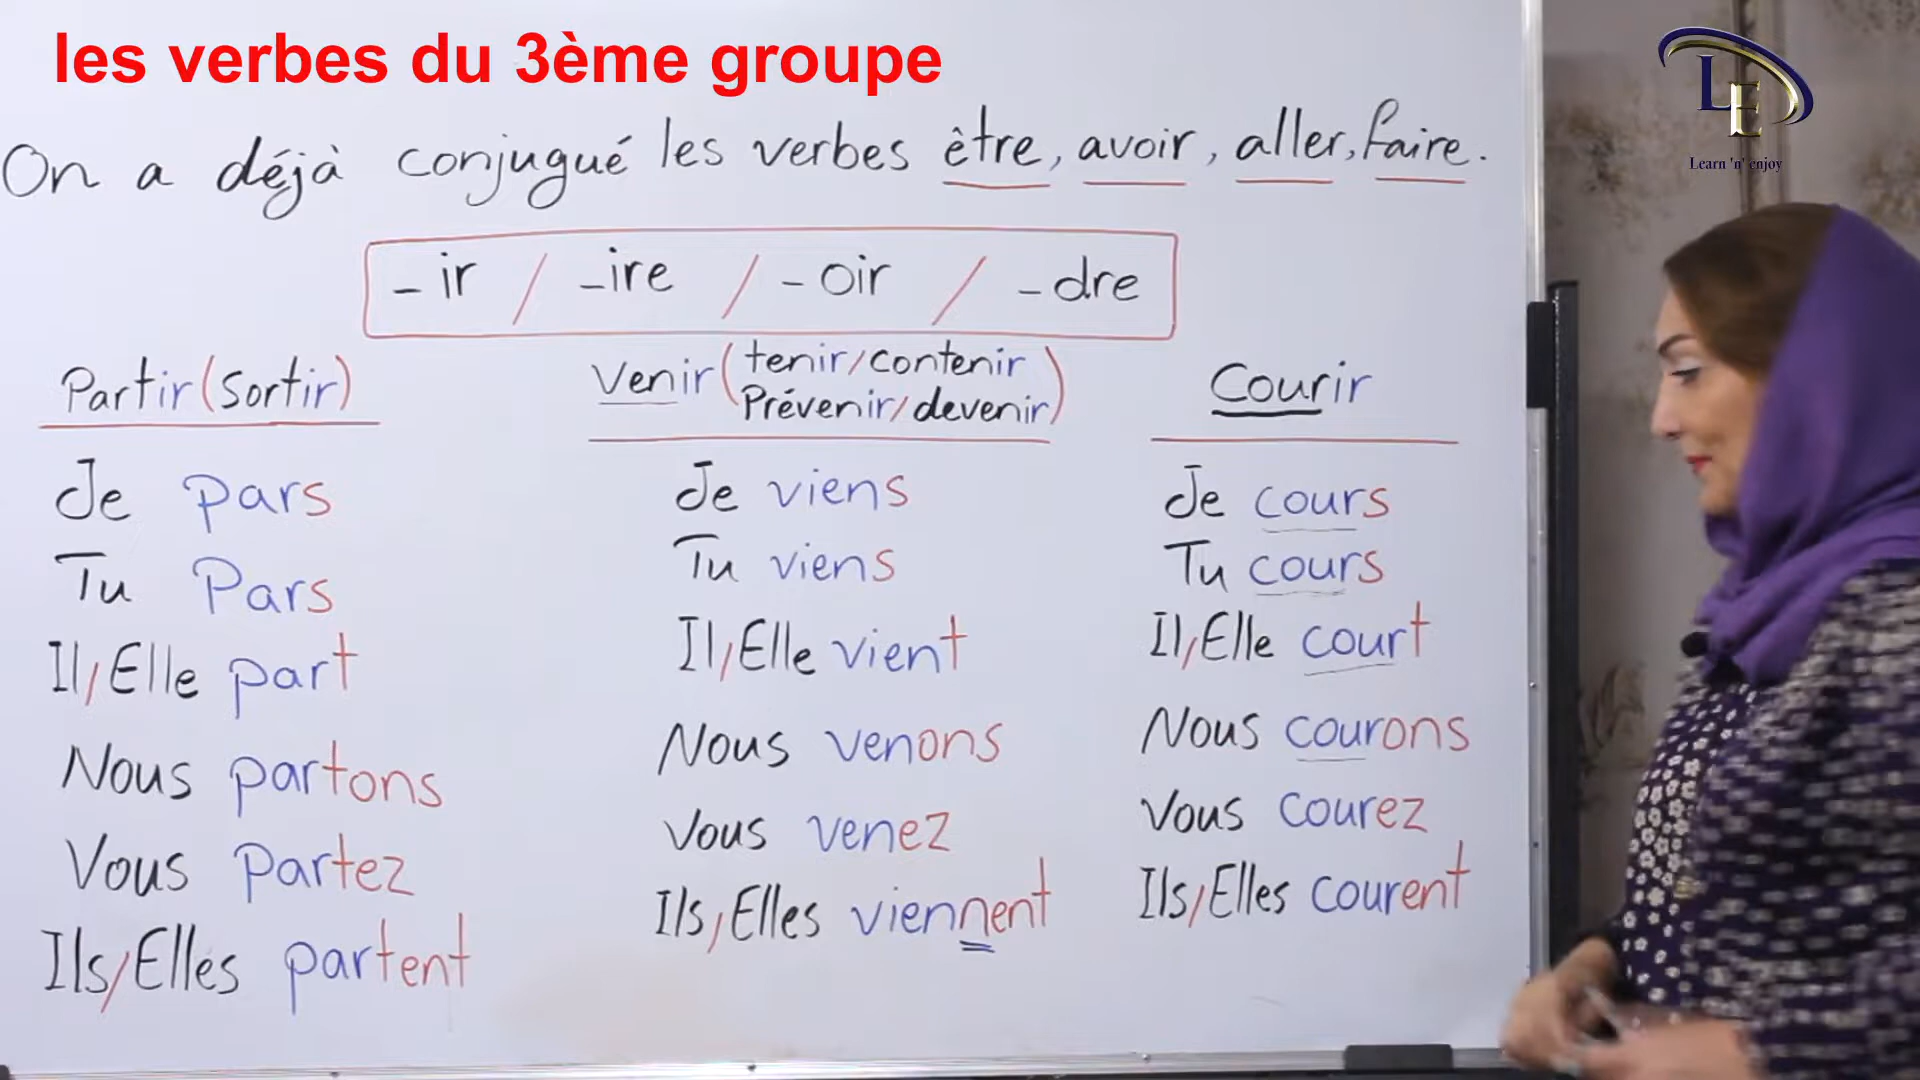 les verbes du 3ème groupe
LE
Learn 'n' enjoy
On a déjà conjugué les verbes être, avoir, aller, faire.
- ir / -ire / - oir / - dre
Partir (sortir)
Je pars
Tu Pars
Il/Elle part
Nous partons
Vous partez
Ils/Elles partent
Venir (tenir/contenir
Prévenir/devenir)
Je viens
Tu viens
Il/Elle vient
Nous venons
Vous venez
Ils/Elles viennent
Courir
Je cours
Tu cours
Il/Elle court
Nous courons
Vous courez
Ils/Elles courent